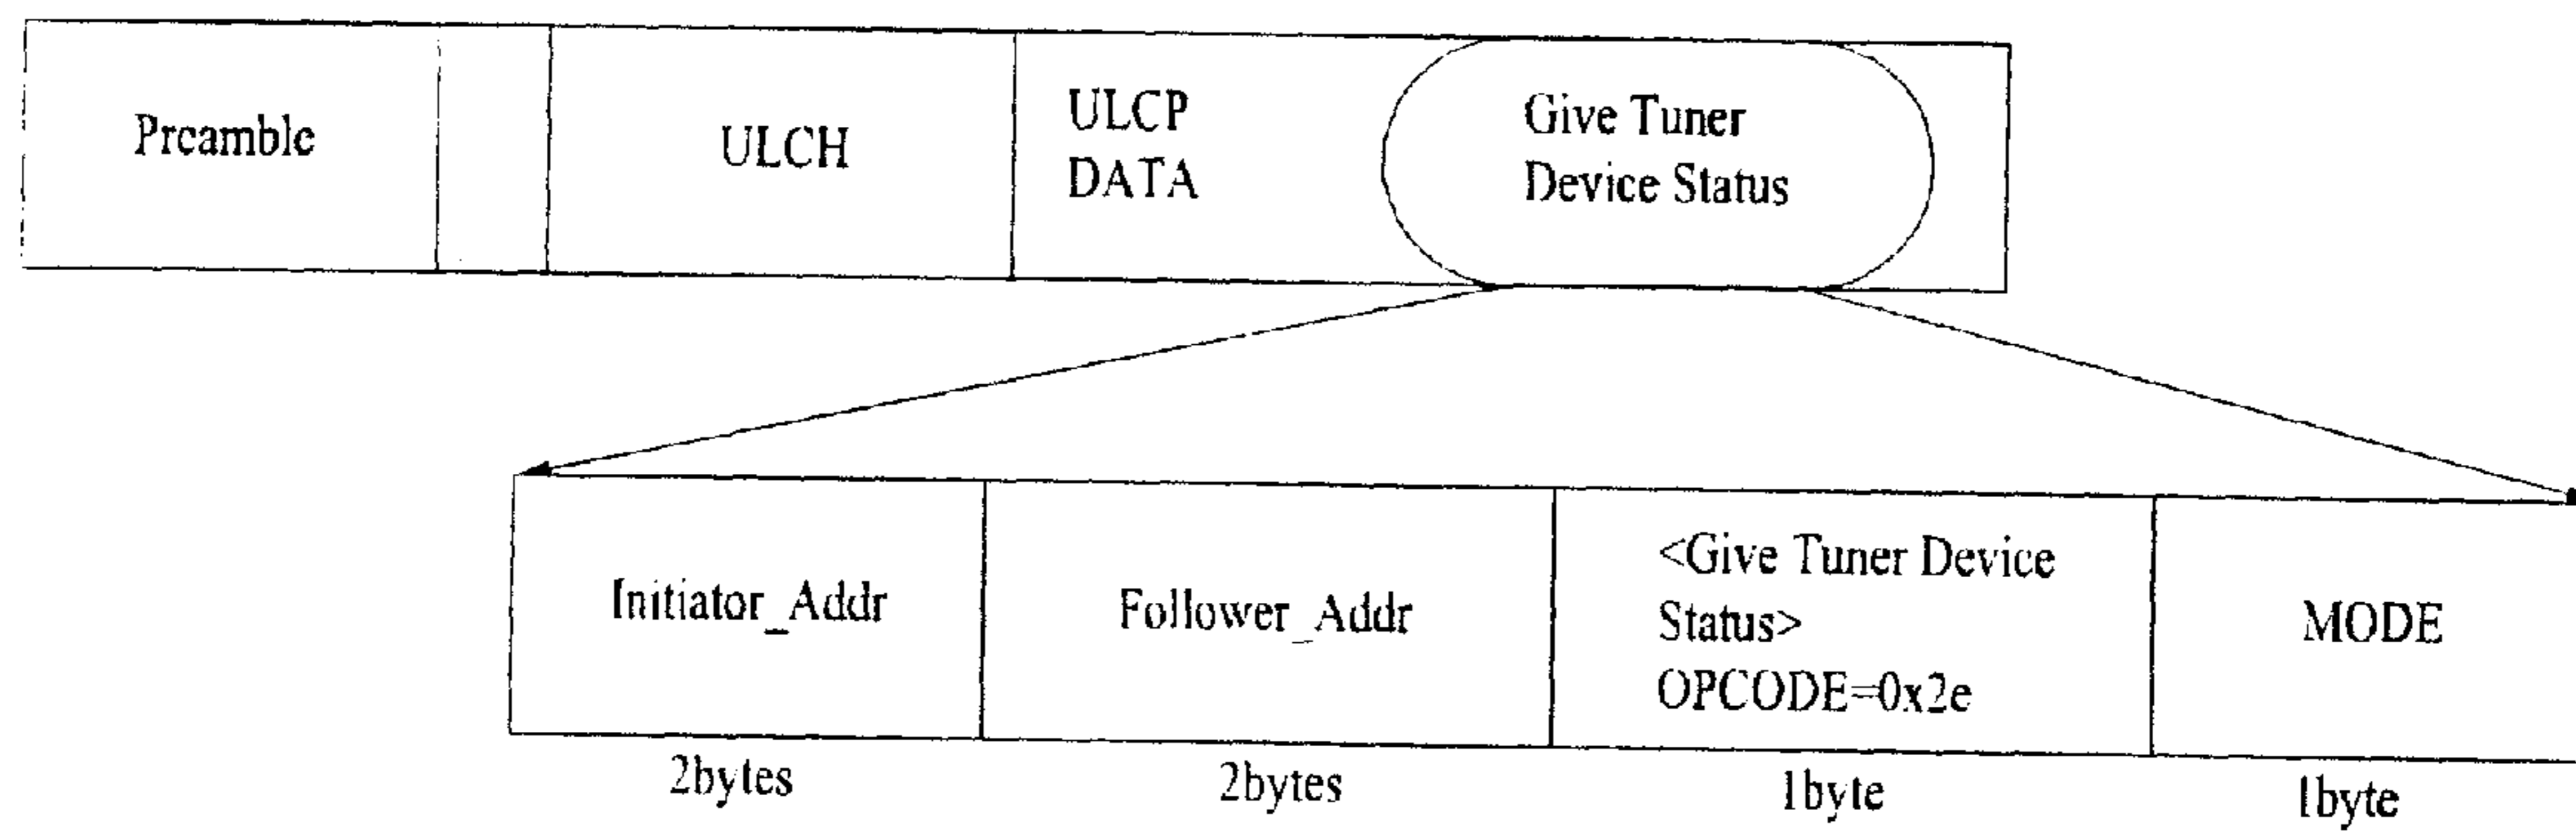 Preamble
ULCH
ULCP
DATA
Give Tuner
Device Status
Initiator_Addr
Follower_Addr
<Give Tuner Device
Status>
OPCODE=0x2e
MODE
2bytes
2bytes
1byte
1byte